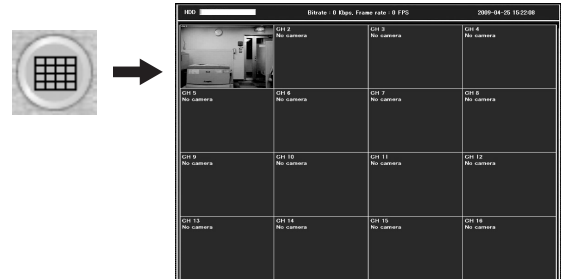 HDD Bitrate : 0 Kbps, Frame rate : 0 FPS 2009-04-25 15:22:08
CH 2 CH 3 CH 4
No camera No camera No camera
CH 5 CH 6 CH 7 CH 8
No camera No camera No camera No camera
CH 9 CH 10 CH 11 CH 12
No camera No camera No camera No camera
CH 13 CH 14 CH 15 CH 16
No camera No camera No camera No camera